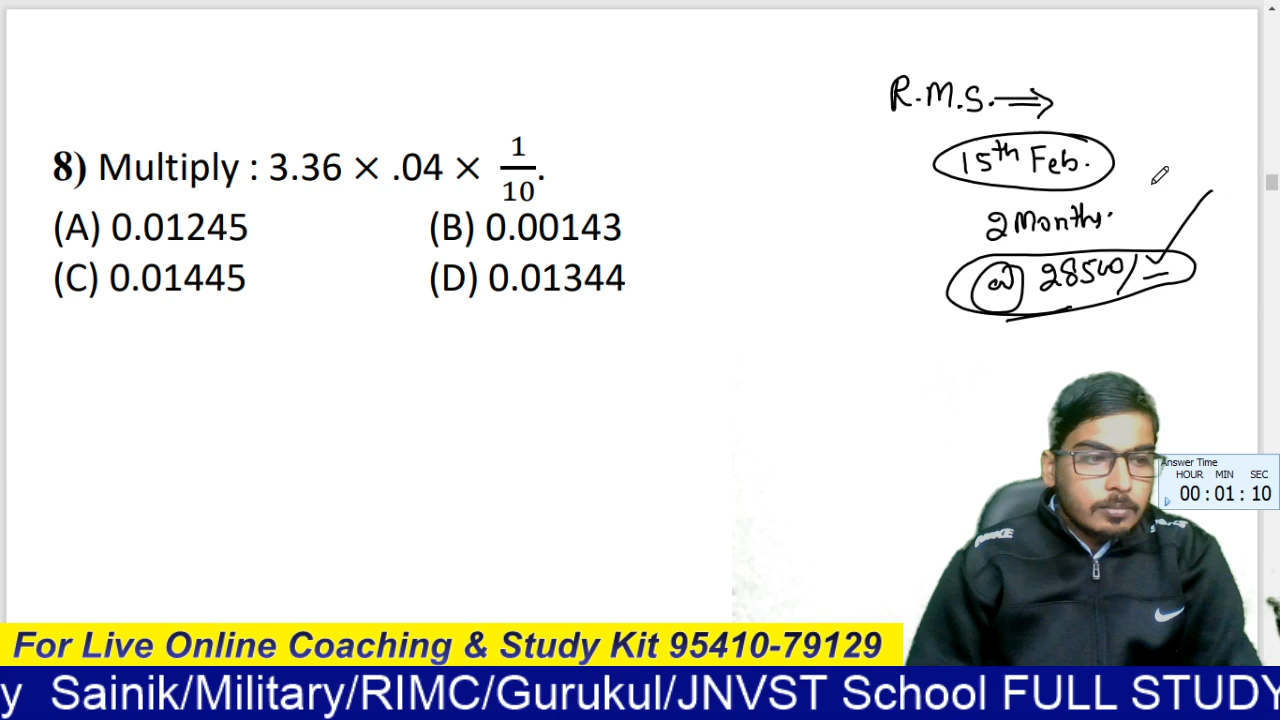 8) Multiply : 3.36 × .04 × 1/10.
(A) 0.01245 (B) 0.00143
(C) 0.01445 (D) 0.01344
R.M.S. ⇒
15th Feb.
2 Months.
28500/=
Answer Time
HOUR MIN SEC
00 : 01 : 10
For Live Online Coaching & Study Kit 95410-79129
y Sainik/Military/RIMC/Gurukul/JNVST School FULL STUDY